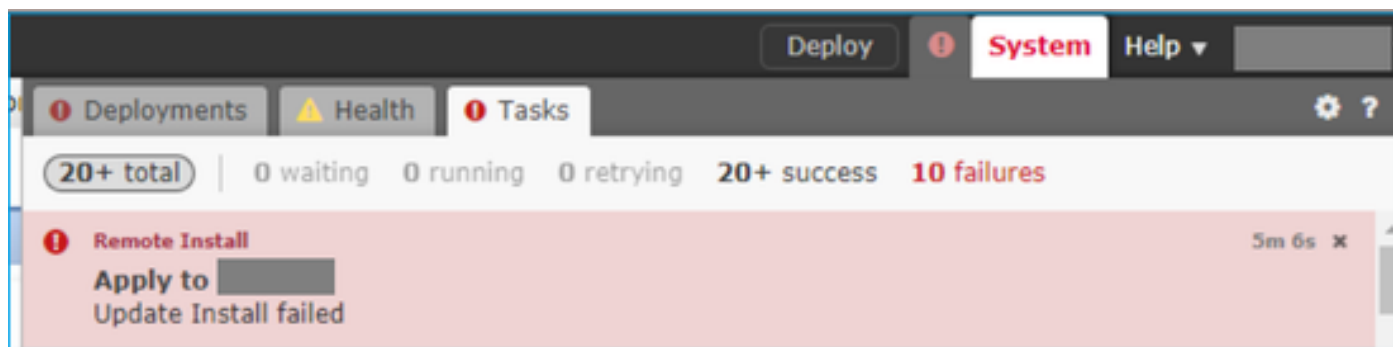 Deploy System Help
Deployments Health Tasks ?
20+ total 0 waiting 0 running 0 retrying 20+ success 10 failures
Remote Install 5m 6s
Apply to
Update Install failed